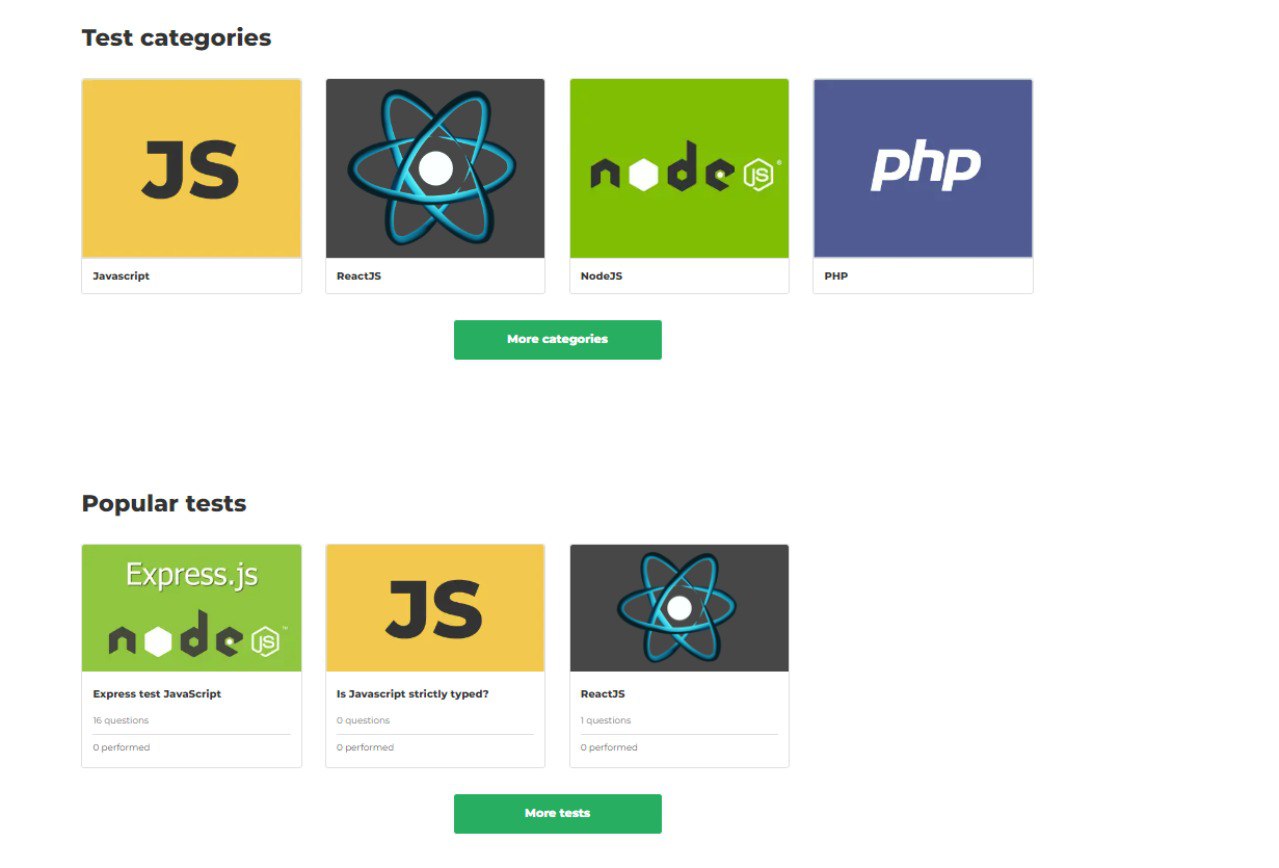 Test categories
JS
node JS
php
Javascript
ReactJS
NodeJS
PHP
More categories
Popular tests
Express.js
node JS
JS
Express test JavaScript
Is Javascript strictly typed?
ReactJS
16 questions
0 questions
1 questions
0 performed
0 performed
0 performed
More tests